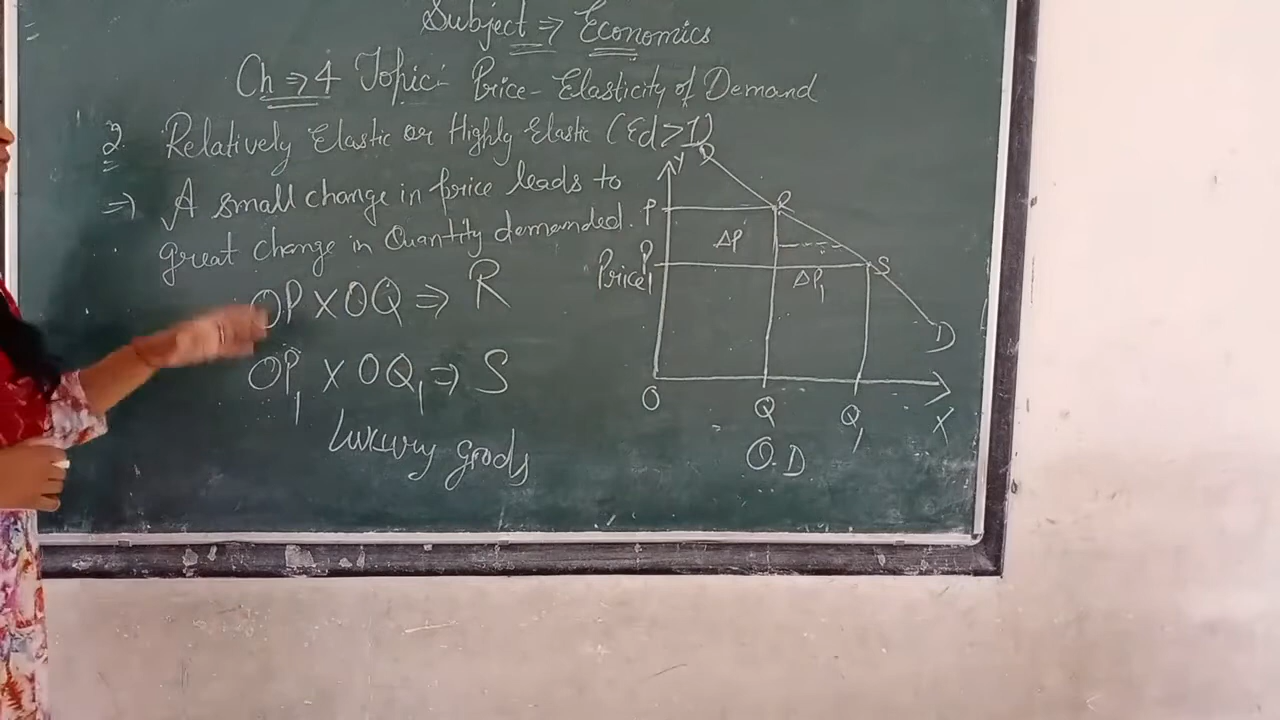 Subject => Economics
Ch => 4 Topic:- Price - Elasticity of Demand
2. Relatively Elastic or Highly Elastic (Ed>1)
=> A small change in price leads to
great change in Quantity demanded.
OP X OQ => R
OP1 X OQ1 => S
Luxury goods
D
Y
P
R
ΔP
P1
Price
S
ΔP1
D
O
Q
Q1
X
Q.D